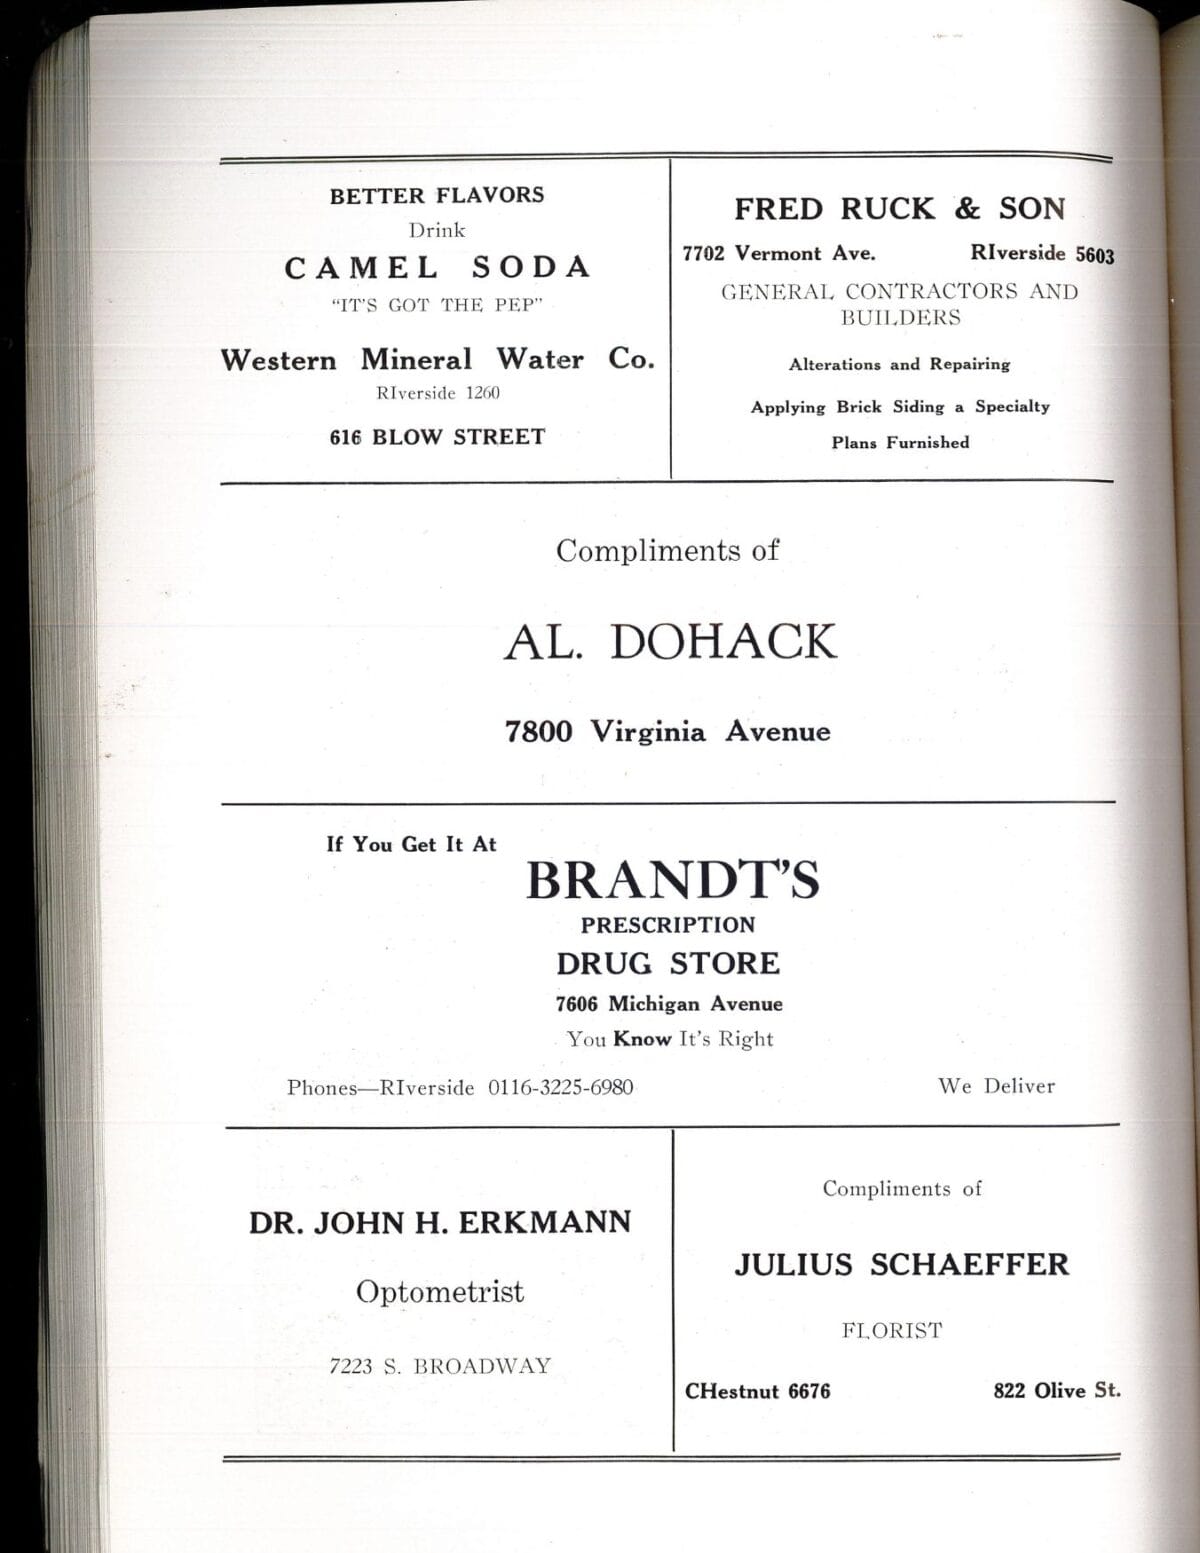 BETTER FLAVORS
Drink
CAMEL SODA
"IT'S GOT THE PEP"
Western Mineral Water Co.
RIverside 1260
616 BLOW STREET
FRED RUCK & SON
7702 Vermont Ave. RIverside 5603
GENERAL CONTRACTORS AND
BUILDERS
Alterations and Repairing
Applying Brick Siding a Specialty
Plans Furnished
Compliments of
AL. DOHACK
7800 Virginia Avenue
If You Get It At
BRANDT'S
PRESCRIPTION
DRUG STORE
7606 Michigan Avenue
You Know It's Right
Phones—RIverside 0116-3225-6980 We Deliver
DR. JOHN H. ERKMANN
Optometrist
7223 S. BROADWAY
Compliments of
JULIUS SCHAEFFER
FLORIST
CHestnut 6676 822 Olive St.